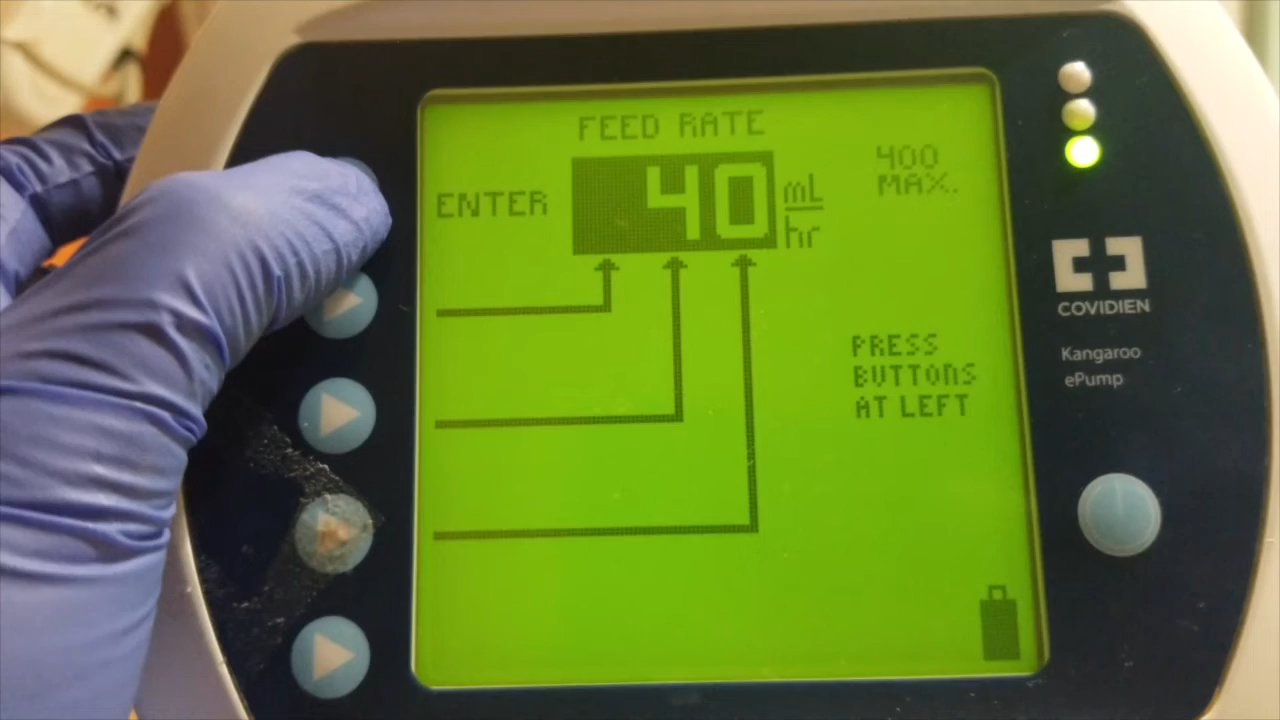 FEED RATE
ENTER 40 mL/hr
400
MAX.
PRESS
BUTTONS
AT LEFT
COVIDIEN
Kangaroo
ePump